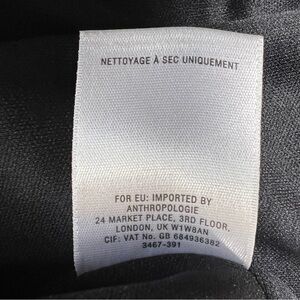 NETTOYAGE À SEC UNIQUEMENT
FOR EU: IMPORTED BY
ANTHROPOLOGIE
24 MARKET PLACE, 3RD FLOOR,
LONDON, UK W1W8AN
CIF: VAT No. GB 684936382
3467-391